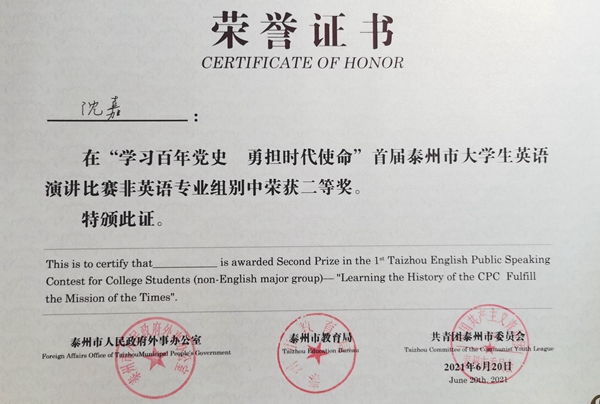 荣誉证书
CERTIFICATE OF HONOR
沈嘉:
在“学习百年党史 勇担时代使命”首届泰州市大学生英语
演讲比赛非英语专业组别中荣获二等奖。
特颁此证。
This is to certify that__________ is awarded Second Prize in the 1st Taizhou English Public Speaking
Contest for College Students (non-English major group)— "Learning the History of the CPC Fulfill
the Mission of the Times".
泰州市人民政府外事办公室 泰州市教育局 共青团泰州市委员会
Foreign Affairs Office of TaizhouMunicipal People's Government Taizhou Education Bureau Taizhou Committee of the Communist Youth League
2021年6月20日
June 20th, 2021